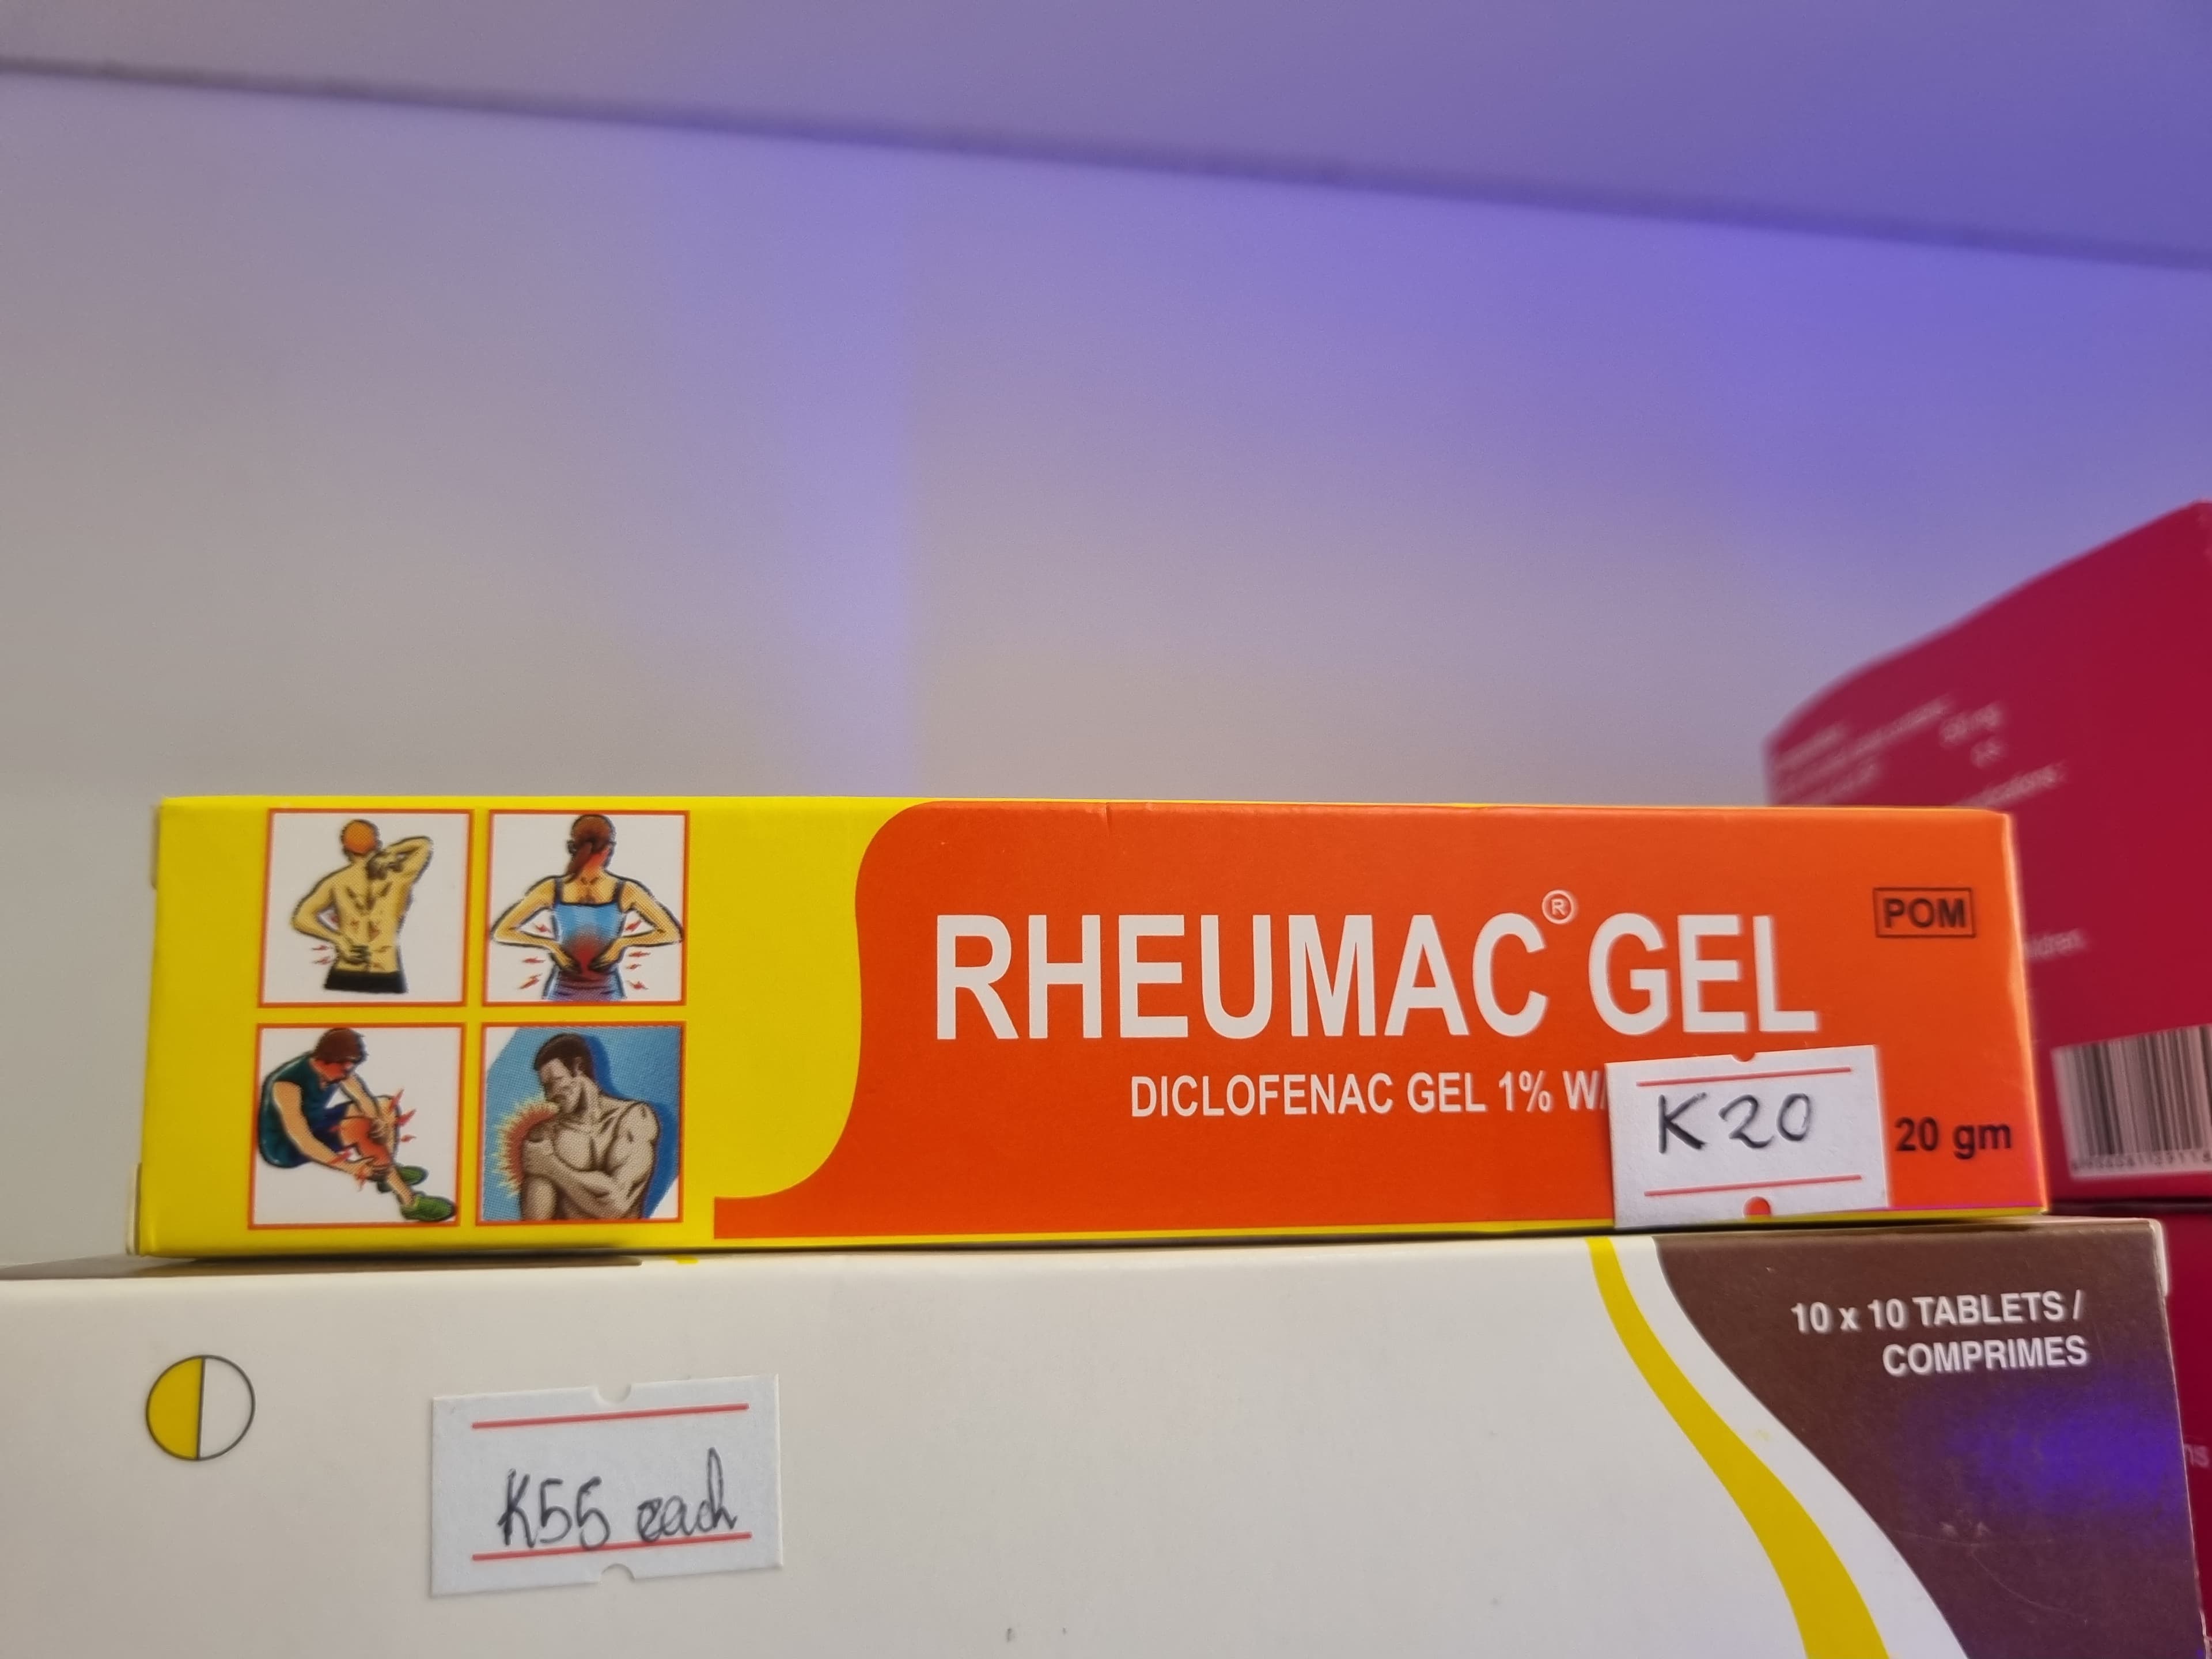 RHEUMAC® GEL
POM
DICLOFENAC GEL 1%
K20
20 gm
10 x 10 TABLETS /
COMPRIMES
K55 each